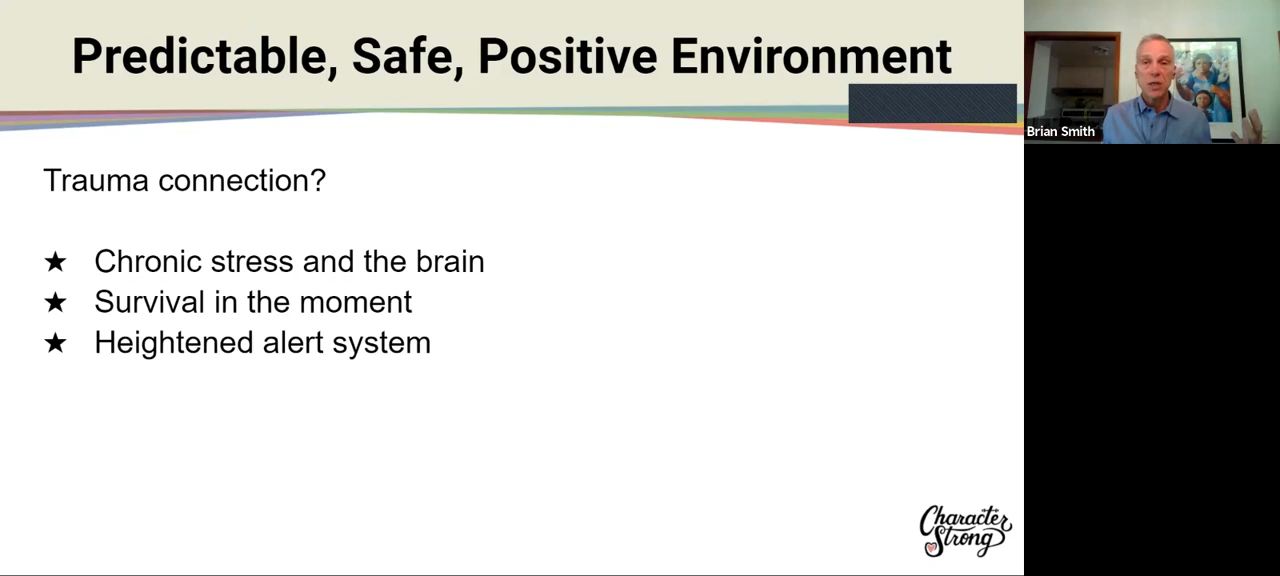 Predictable, Safe, Positive Environment
Brian Smith
Trauma connection?
★ Chronic stress and the brain
★ Survival in the moment
★ Heightened alert system
Character
Strong